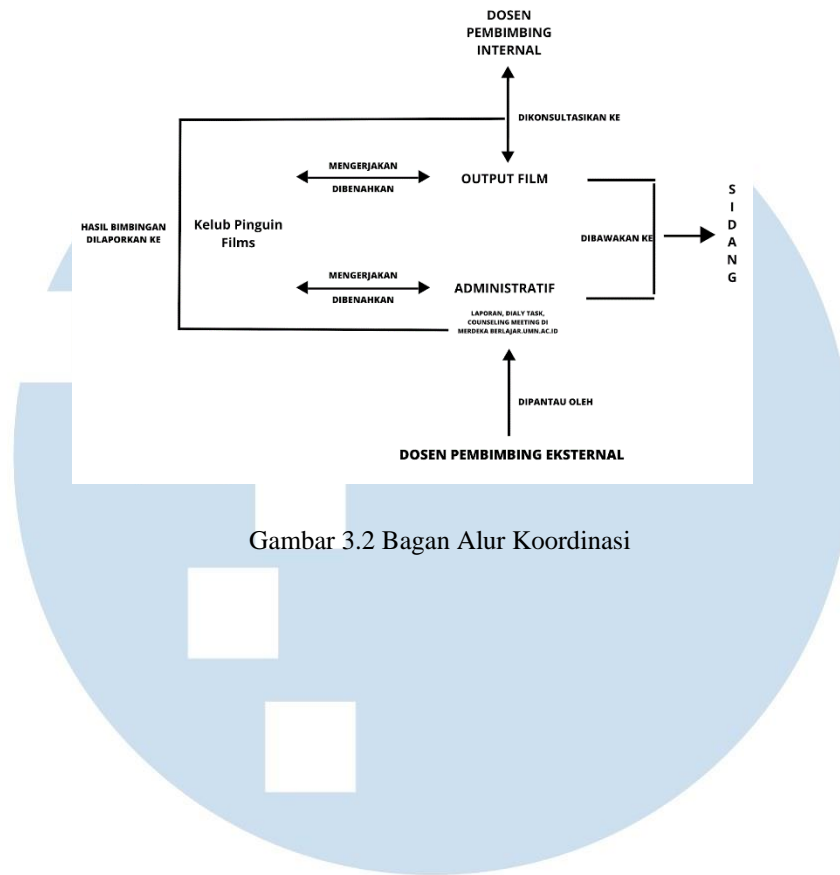 DOSEN
PEMBIMBING
INTERNAL
DIKONSULTASIKAN KE
MENGERJAKAN
DIBENAHKAN
OUTPUT FILM
HASIL BIMBINGAN
DILAPORKAN KE
Kelub Pinguin
Films
DIBAWAKAN KE
S
I
D
A
N
G
MENGERJAKAN
DIBENAHKAN
ADMINISTRATIF
LAPORAN, DIALY TASK,
COUNSELING MEETING DI
MERDEKA BERLAJAR.UMN.AC.ID
DIPANTAU OLEH
DOSEN PEMBIMBING EKSTERNAL
Gambar 3.2 Bagan Alur Koordinasi